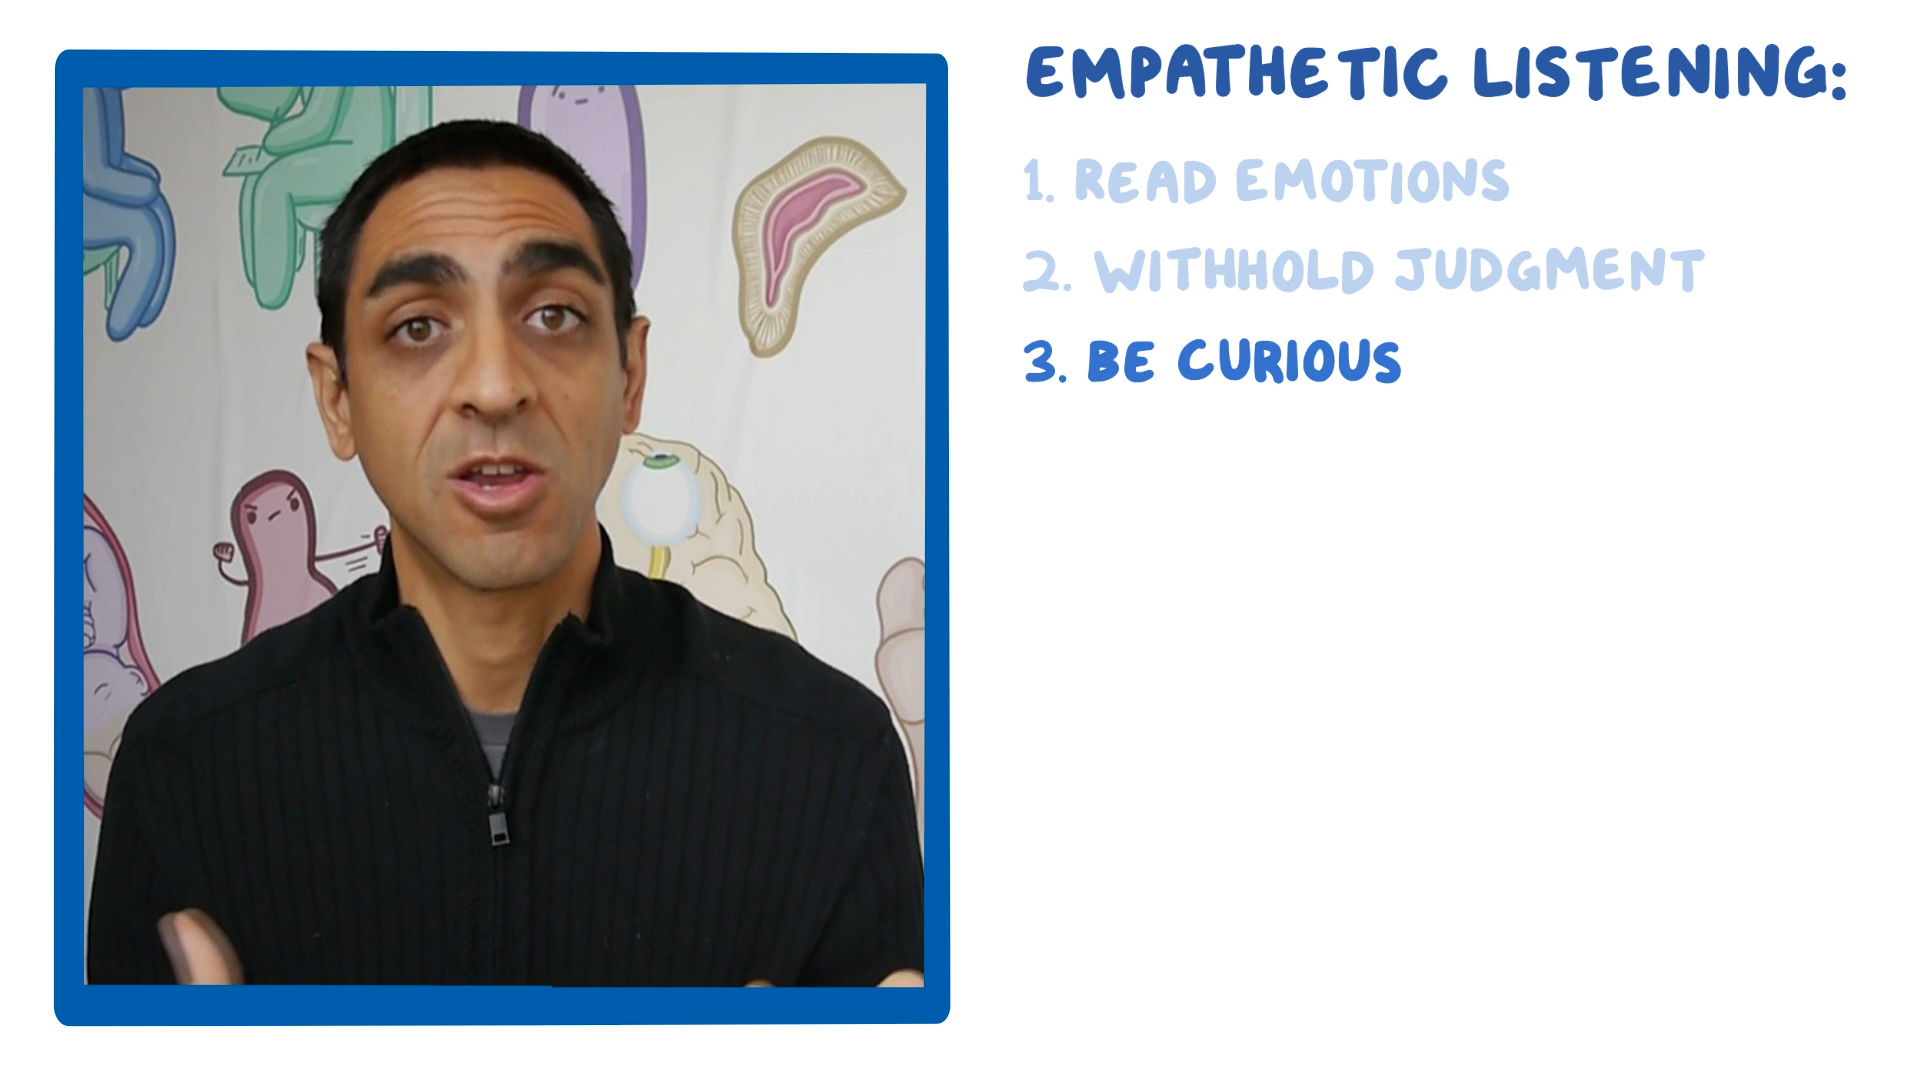 EMPATHETIC LISTENING:
1. READ EMOTIONS
2. WITHHOLD JUDGMENT
3. BE CURIOUS